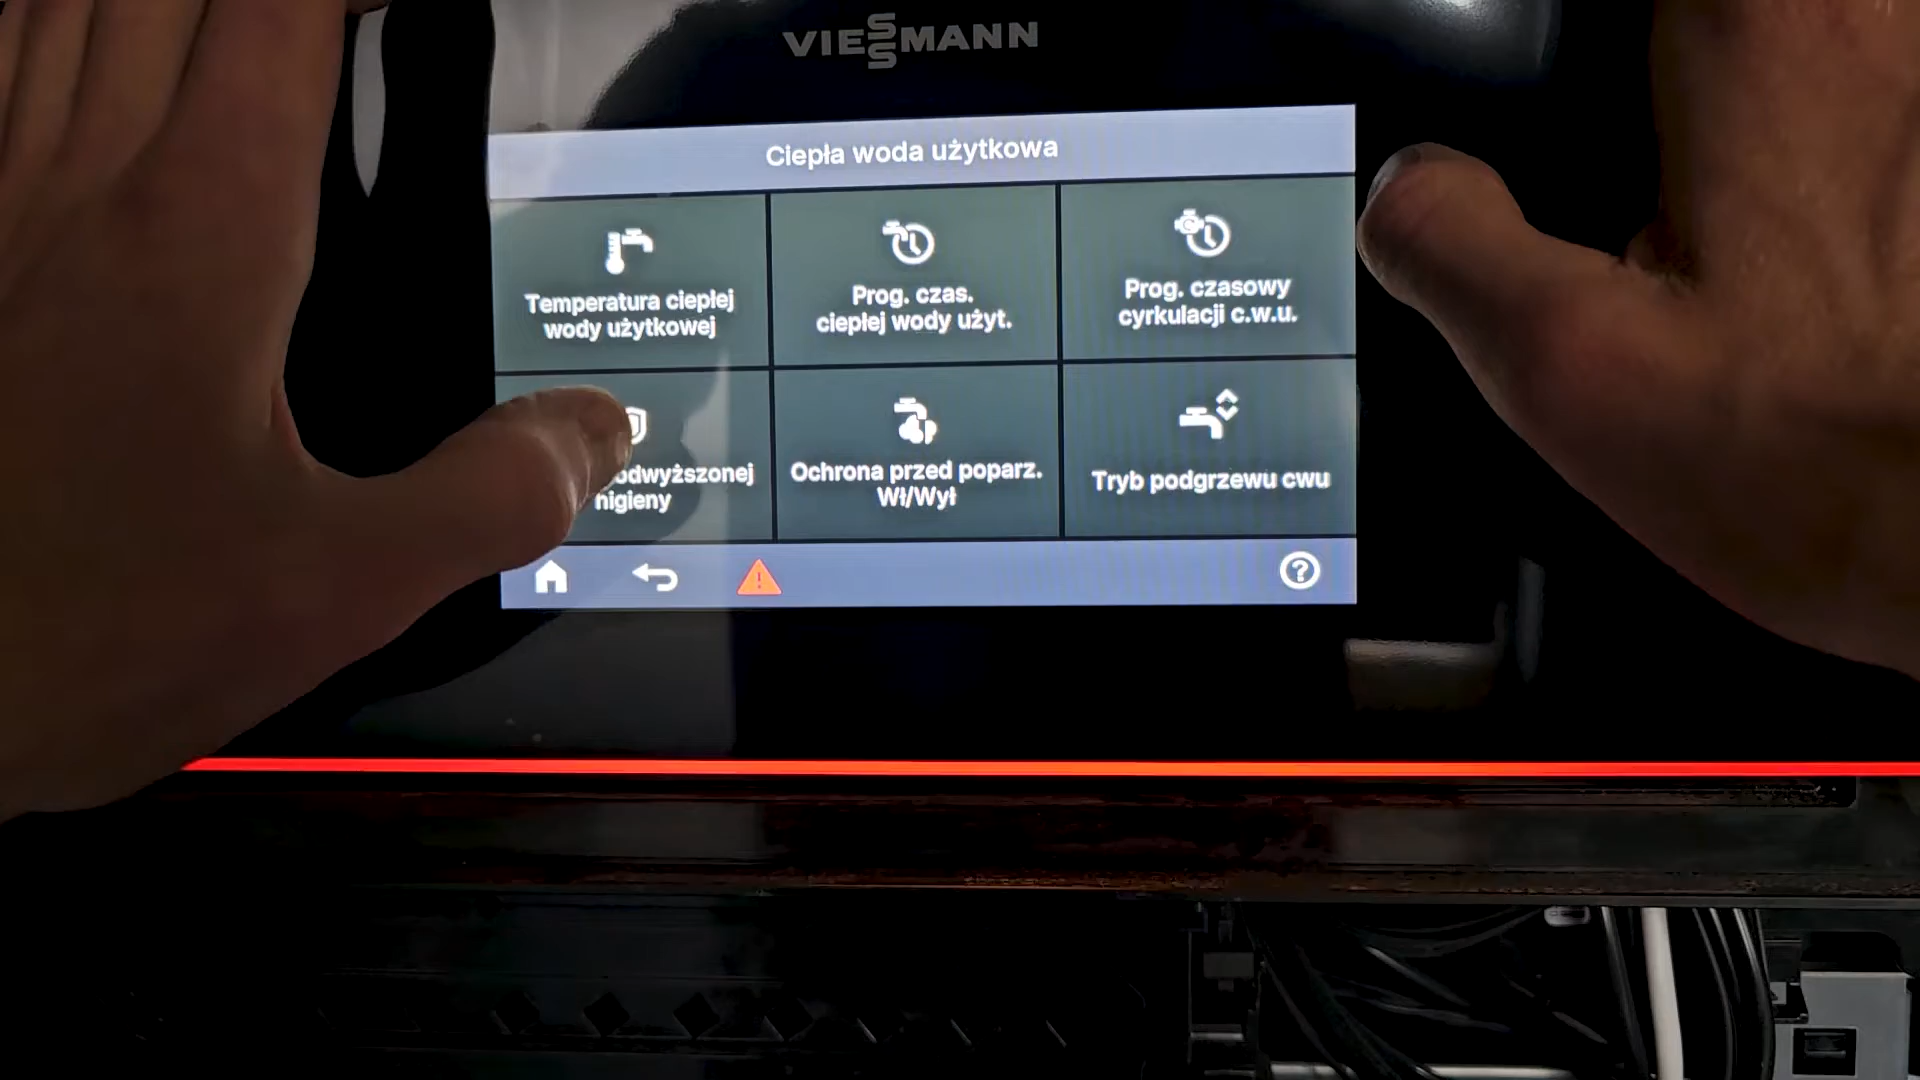 VIESSMANN
Ciepła woda użytkowa
Temperatura ciepłej
wody użytkowej
Prog. czas.
ciepłej wody użyt.
Prog. czasowy
cyrkulacji c.w.u.
odwyższonej
higieny
Ochrona przed poparz.
Wł/Wył
Tryb podgrzewu cwu